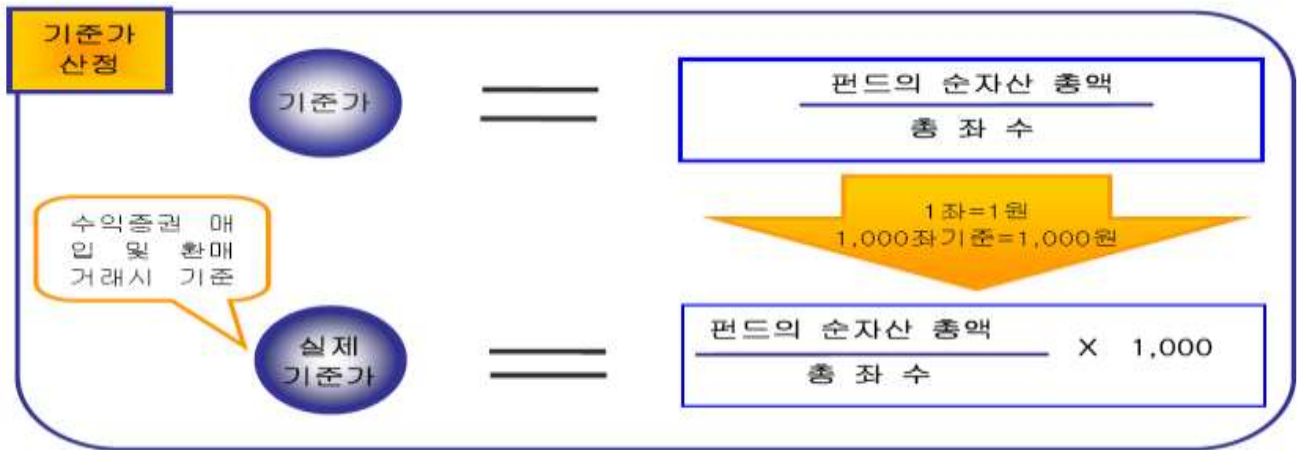 기준가
산정
기준가
펀드의 순자산 총액
총 좌 수
수익증권 매
입 및 환매
거래시 기준
1좌=1원
1,000좌기준=1,000원
실제
기준가
펀드의 순자산 총액
총 좌 수
X 1,000